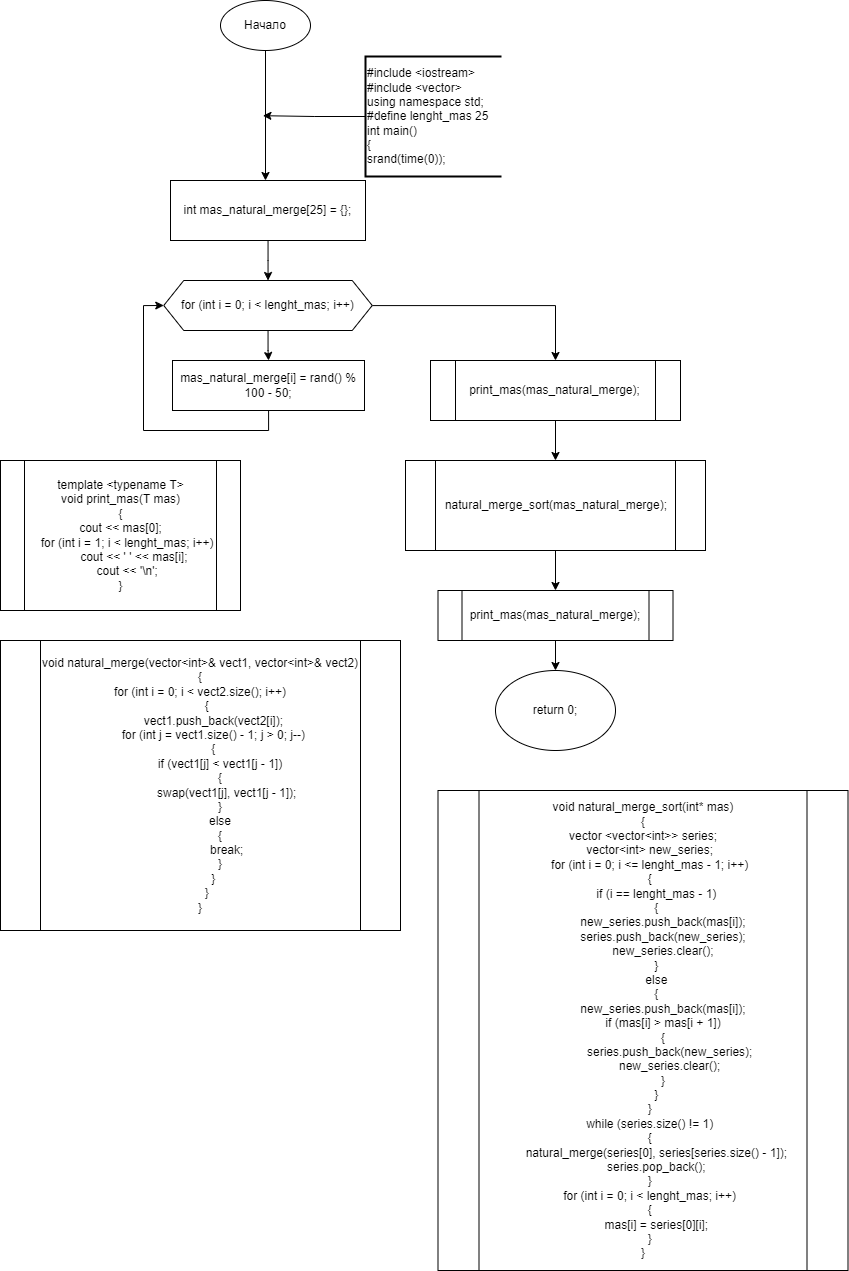 Начало
#include <iostream>
#include <vector>
using namespace std;
#define lenght_mas 25
int main()
{
srand(time(0));
int mas_natural_merge[25] = {};
for (int i = 0; i < lenght_mas; i++)
mas_natural_merge[i] = rand() %
100 - 50;
print_mas(mas_natural_merge);
natural_merge_sort(mas_natural_merge);
print_mas(mas_natural_merge);
return 0;
template <typename T>
void print_mas(T mas)
{
cout << mas[0];
for (int i = 1; i < lenght_mas; i++)
cout << ' ' << mas[i];
cout << '\n';
}
void natural_merge(vector<int>& vect1, vector<int>& vect2)
{
for (int i = 0; i < vect2.size(); i++)
{
vect1.push_back(vect2[i]);
for (int j = vect1.size() - 1; j > 0; j--)
{
if (vect1[j] < vect1[j - 1])
{
swap(vect1[j], vect1[j - 1]);
}
else
{
break;
}
}
}
}
void natural_merge_sort(int* mas)
{
vector <vector<int>> series;
vector<int> new_series;
for (int i = 0; i <= lenght_mas - 1; i++)
{
if (i == lenght_mas - 1)
{
new_series.push_back(mas[i]);
series.push_back(new_series);
new_series.clear();
}
else
{
new_series.push_back(mas[i]);
if (mas[i] > mas[i + 1])
{
series.push_back(new_series);
new_series.clear();
}
}
}
while (series.size() != 1)
{
natural_merge(series[0], series[series.size() - 1]);
series.pop_back();
}
for (int i = 0; i < lenght_mas; i++)
{
mas[i] = series[0][i];
}
}